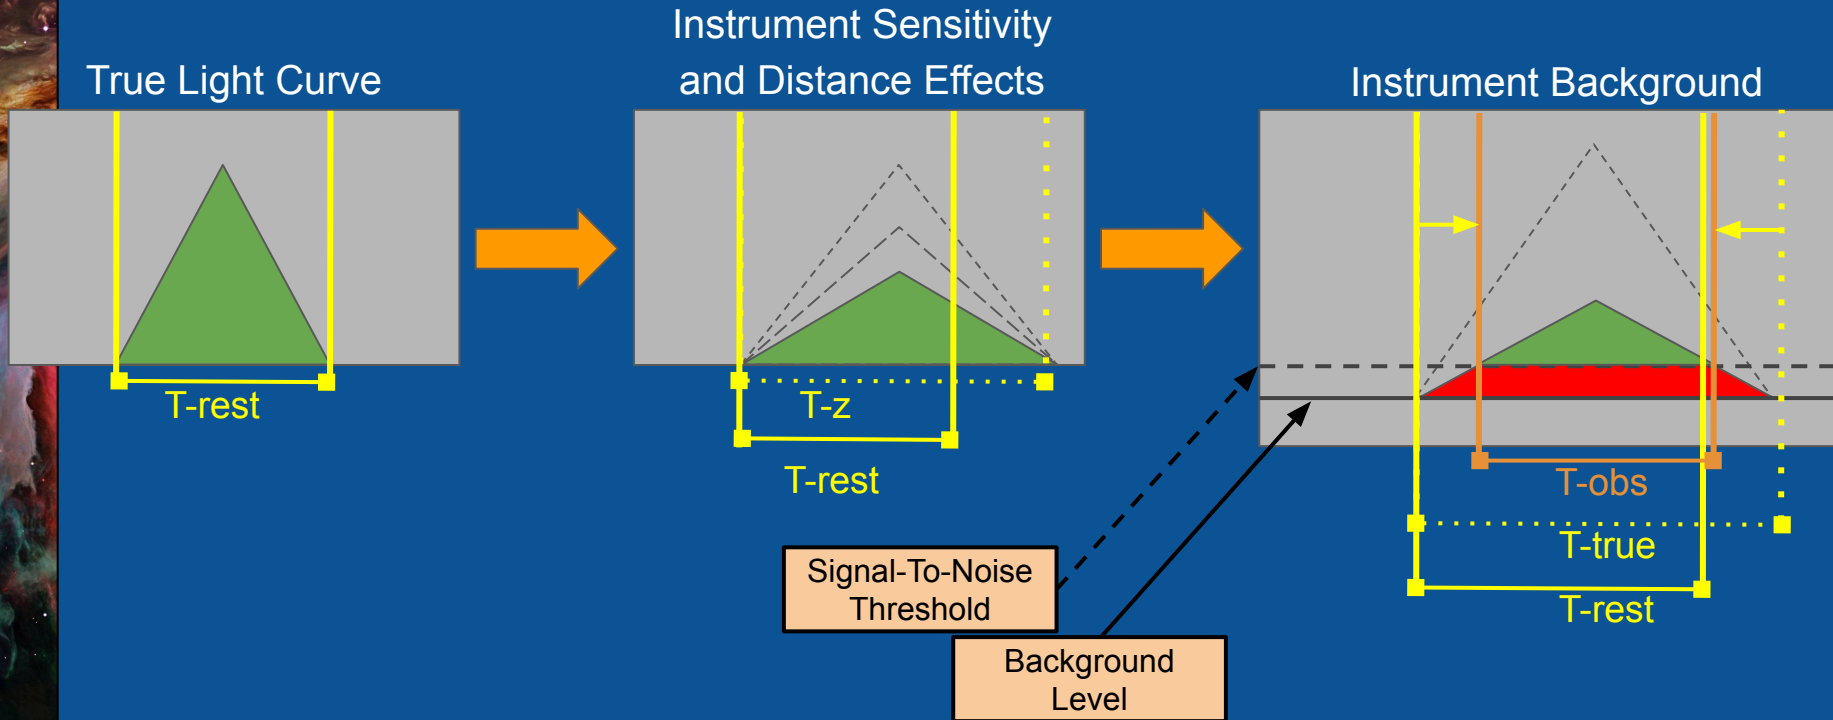 True Light Curve
Instrument Sensitivity
and Distance Effects
Instrument Background
T-rest
T-z
T-rest
T-obs
T-true
T-rest
Signal-To-Noise
Threshold
Background
Level